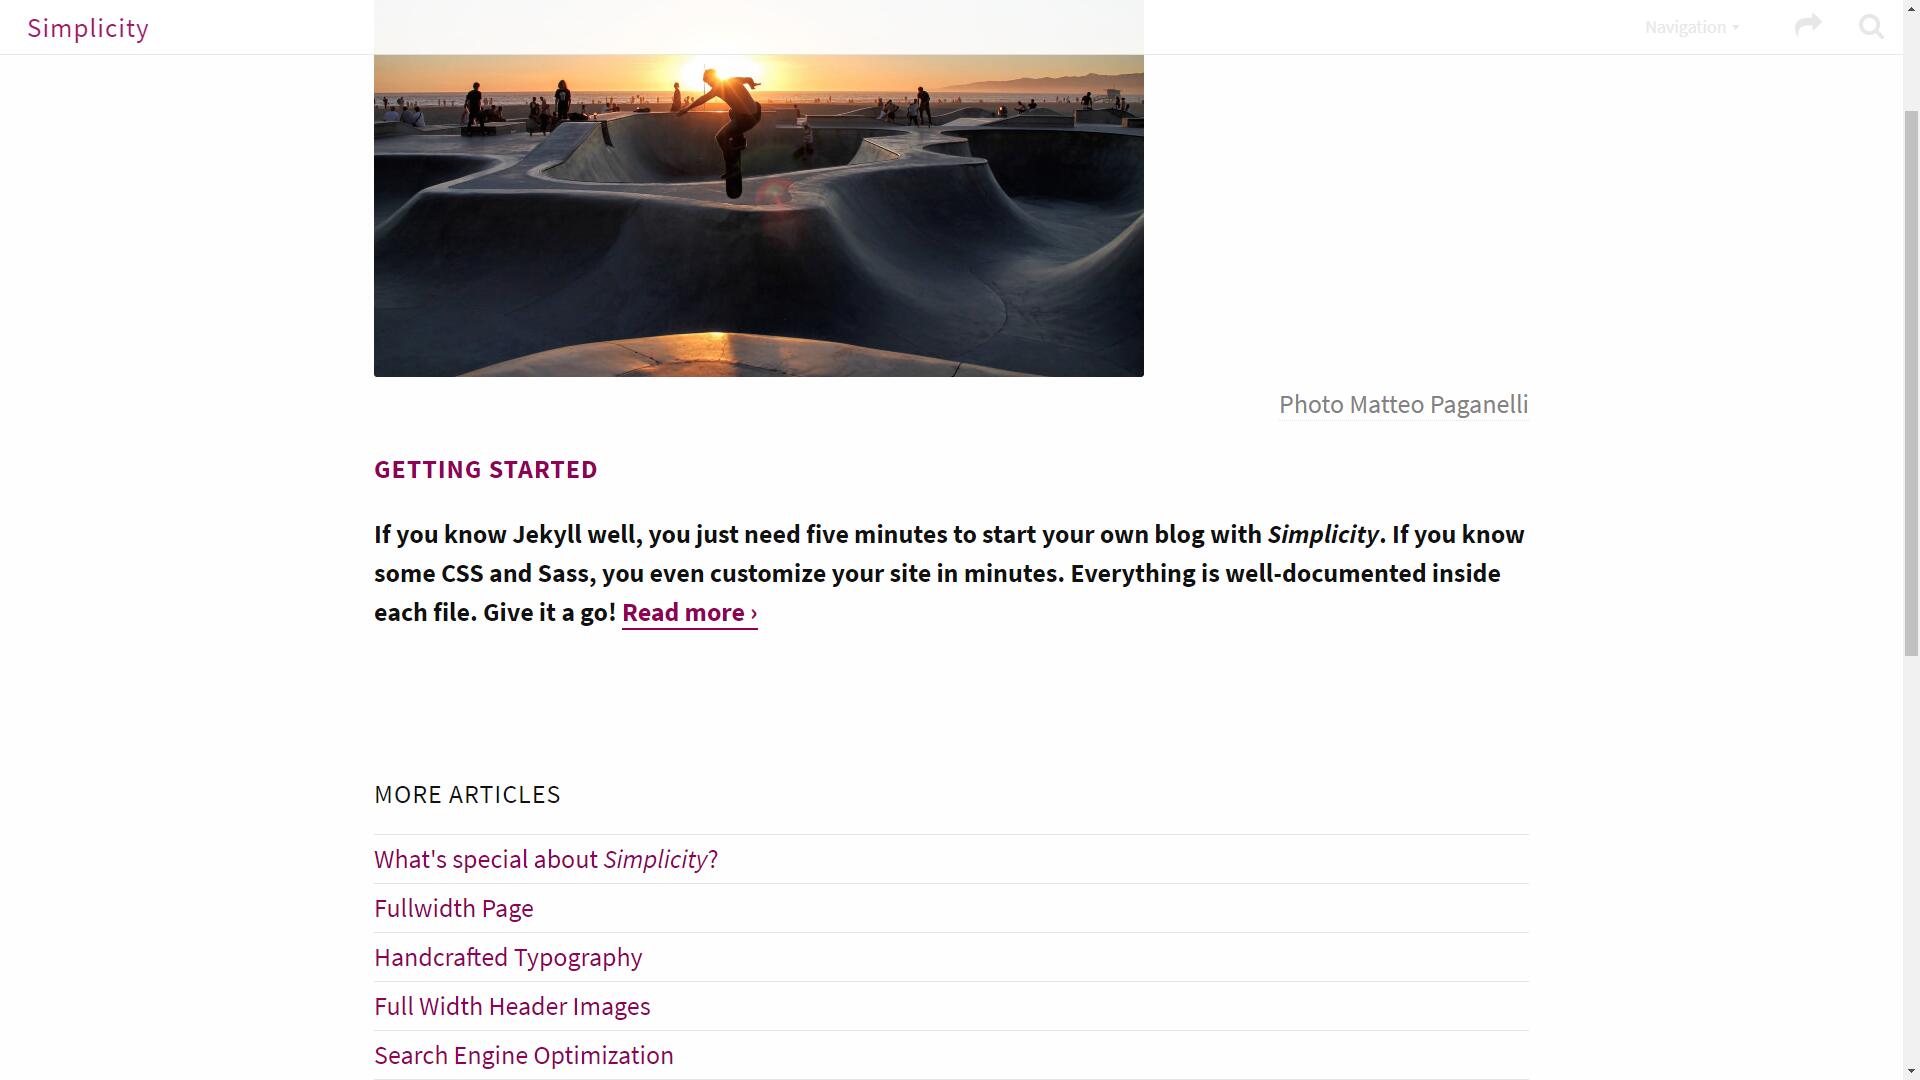 Simplicity
Navigation
Photo Matteo Paganelli
GETTING STARTED
If you know Jekyll well, you just need five minutes to start your own blog with Simplicity. If you know
some CSS and Sass, you even customize your site in minutes. Everything is well-documented inside
each file. Give it a go! Read more ›
MORE ARTICLES
What's special about Simplicity?
Fullwidth Page
Handcrafted Typography
Full Width Header Images
Search Engine Optimization